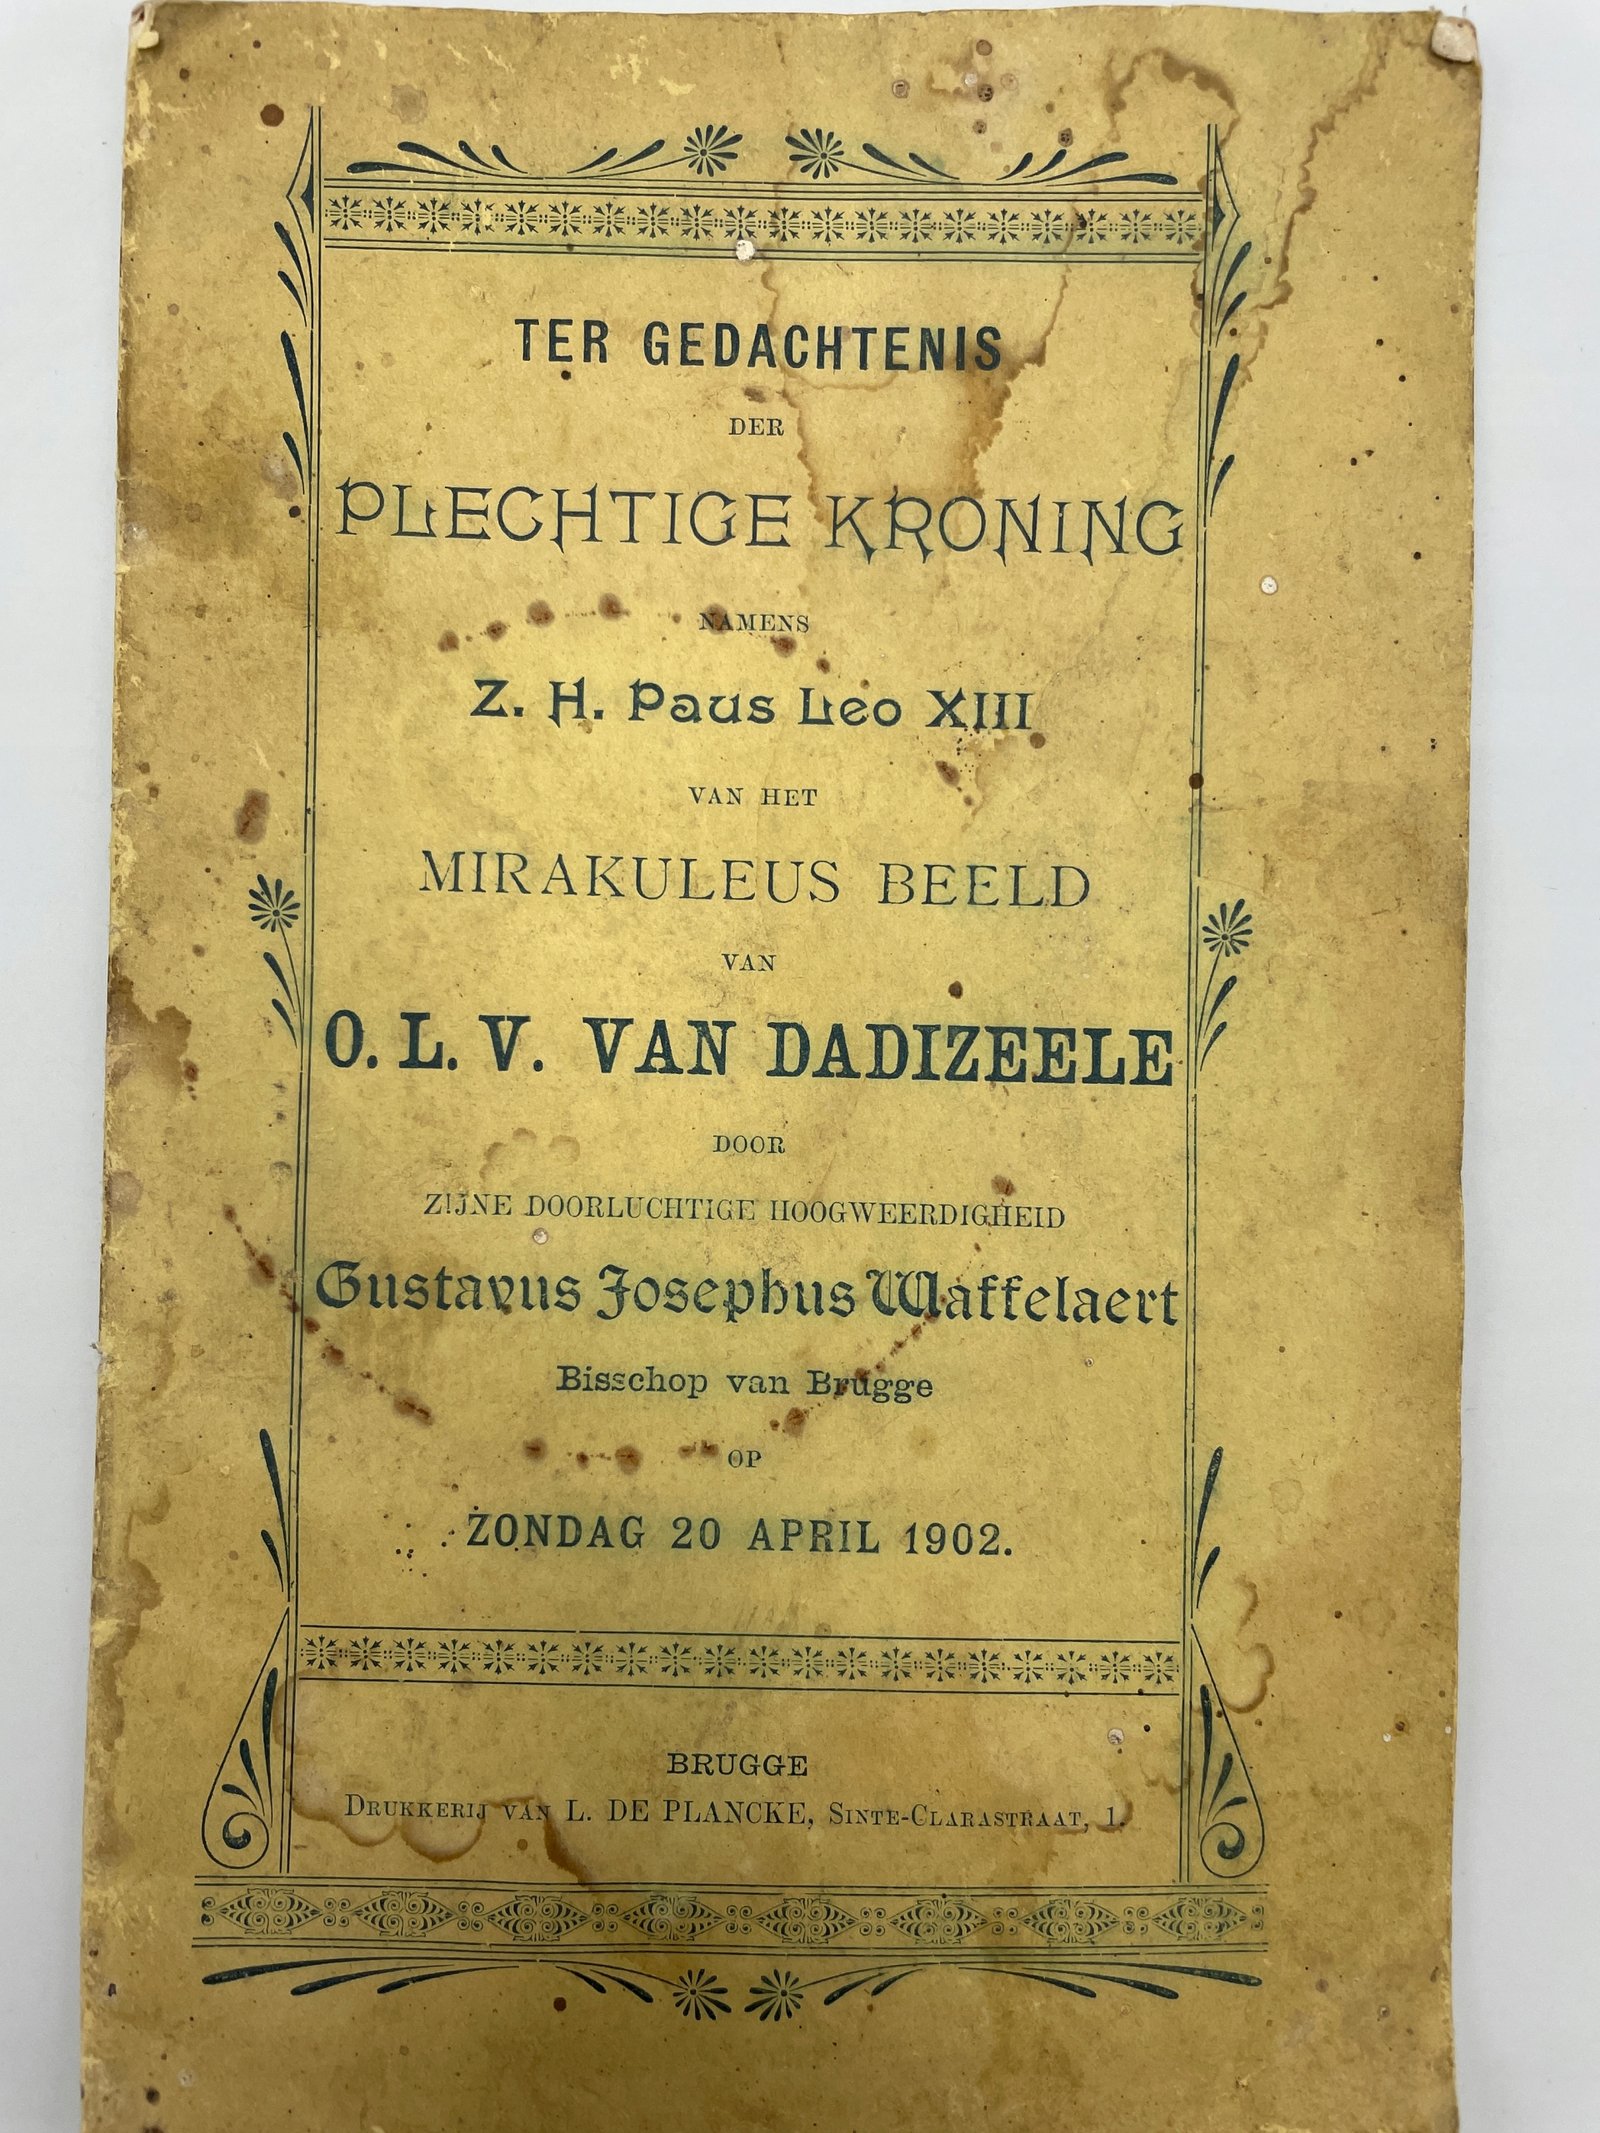 TER GEDACHTENIS
DER
PLECHTIGE KRONING
NAMENS
Z. H. Paus Leo XIII
VAN HET
MIRAKULEUS BEELD
VAN
O. L. V. VAN DADIZEELE
DOOR
ZIJNE DOORLUCHTIGE HOOGWEERDIGHEID
Gustavus Josephus Waffelaert
Bisschop van Brugge
OP
ZONDAG 20 APRIL 1902.
BRUGGE
DRUKKERIJ VAN L. DE PLANCKE, SINTE-CLARASTRAAT, 1.